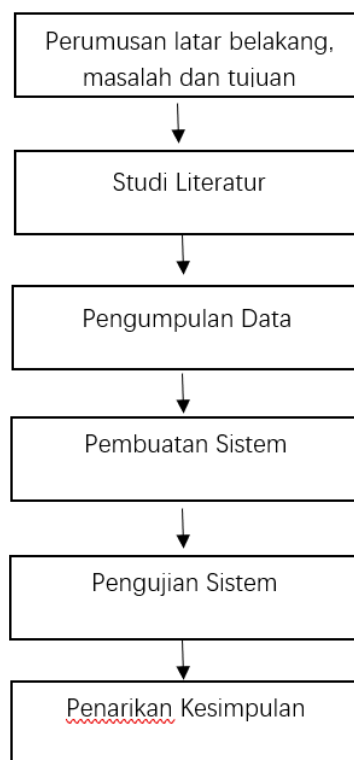 Perumusan latar belakang,
masalah dan tujuan
Studi Literatur
Pengumpulan Data
Pembuatan Sistem
Pengujian Sistem
Penarikan Kesimpulan